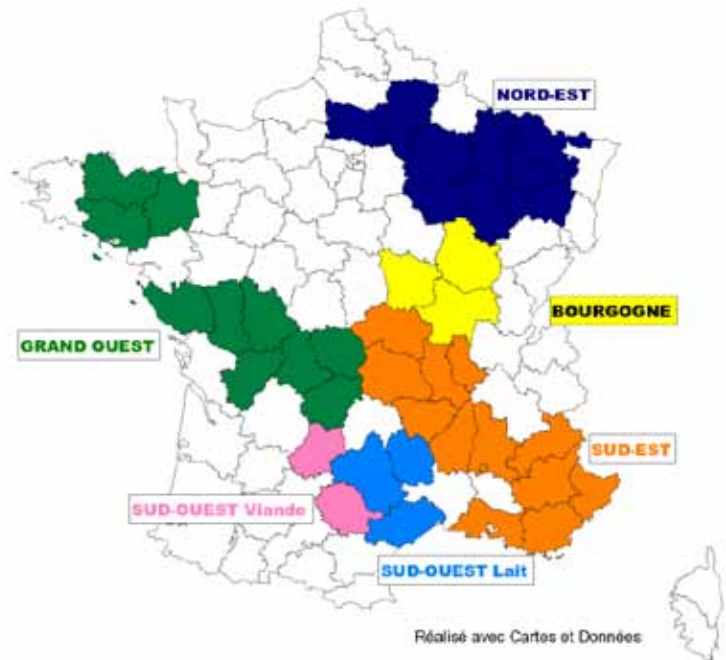 NORD-EST
BOURGOGNE
GRAND OUEST
SUD-EST
SUD-OUEST Viande
SUD-OUEST Lait
Réalisé avec Cartes et Données